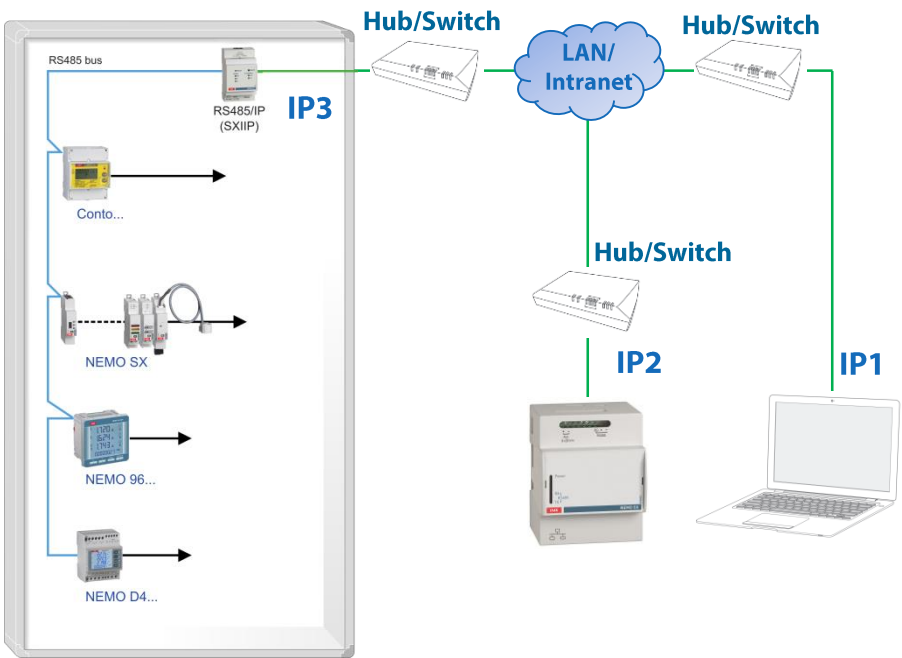 Hub/Switch
Hub/Switch
LAN/
Intranet
RS485 bus
RS485/IP
(SXIIP)
IP3
Conto...
Hub/Switch
NEMO SX
IP2
IP1
NEMO 96...
NEMO D4...